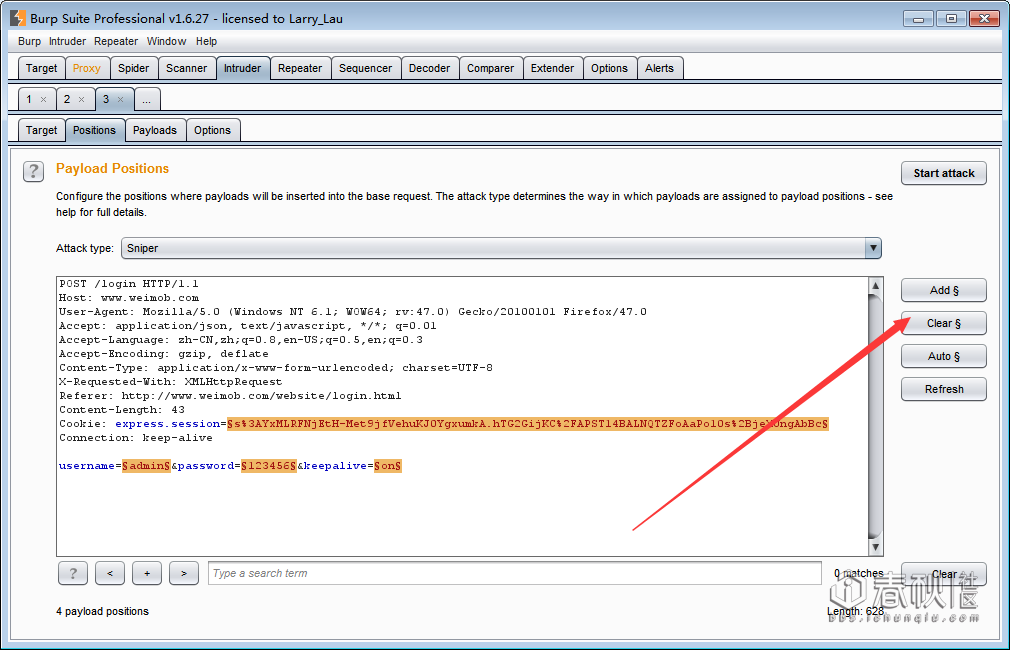 Burp Suite Professional v1.6.27 - licensed to Larry_Lau
Burp Intruder Repeater Window Help
Target Proxy Spider Scanner Intruder Repeater Sequencer Decoder Comparer Extender Options Alerts
1 × 2 × 3 × ...
Target Positions Payloads Options
? Payload Positions
Start attack
Configure the positions where payloads will be inserted into the base request. The attack type determines the way in which payloads are assigned to payload positions - see
help for full details.
Attack type: Sniper
POST /login HTTP/1.1
Host: www.weimob.com
User-Agent: Mozilla/5.0 (Windows NT 6.1; WOW64; rv:47.0) Gecko/20100101 Firefox/47.0
Accept: application/json, text/javascript, */*; q=0.01
Accept-Language: zh-CN,zh;q=0.8,en-US;q=0.5,en;q=0.3
Accept-Encoding: gzip, deflate
Content-Type: application/x-www-form-urlencoded; charset=UTF-8
X-Requested-With: XMLHttpRequest
Referer: http://www.weimob.com/website/login.html
Content-Length: 43
Cookie: express.session=
Connection: keep-alive
username=§admin§&password=§123456§&keepalive=§on§
Add §
Clear §
Auto §
Refresh
? < + > Type a search term
0 matches
Clear
4 payload positions
Length: 628
春秋
bbs.ichunqiu.com